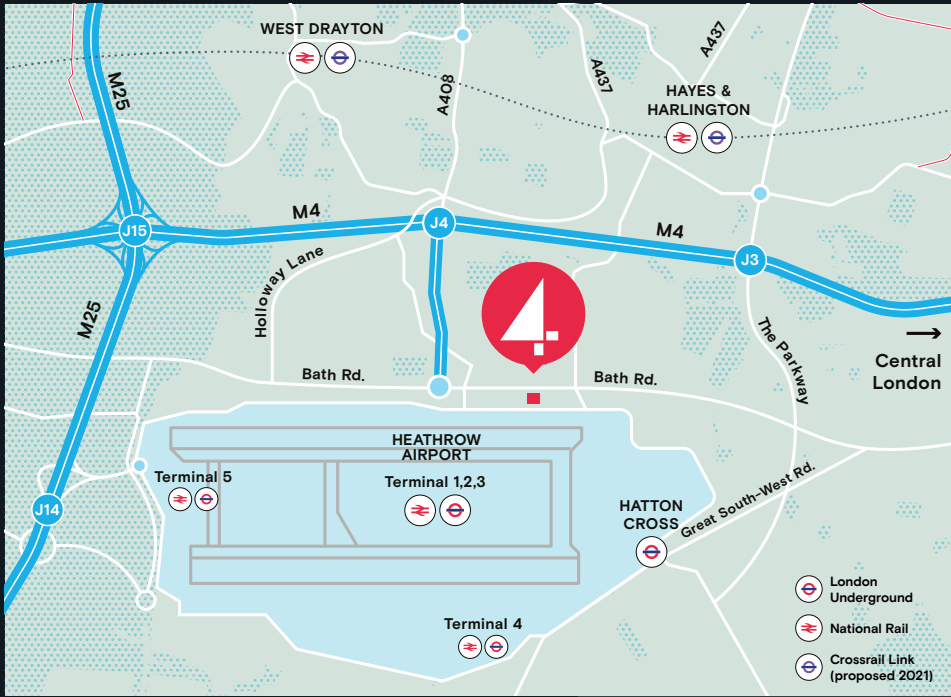 WEST DRAYTON
M25
A408
A437
A437
HAYES &
HARLINGTON
J15
M4
J4
M4
J3
Holloway Lane
M25
4
The Parkway
Central
London
Bath Rd.
Bath Rd.
HEATHROW
AIRPORT
Terminal 5
Terminal 1,2,3
J14
HATTON
CROSS
Great South-West Rd.
Terminal 4
London
Underground
National Rail
Crossrail Link
(proposed 2021)